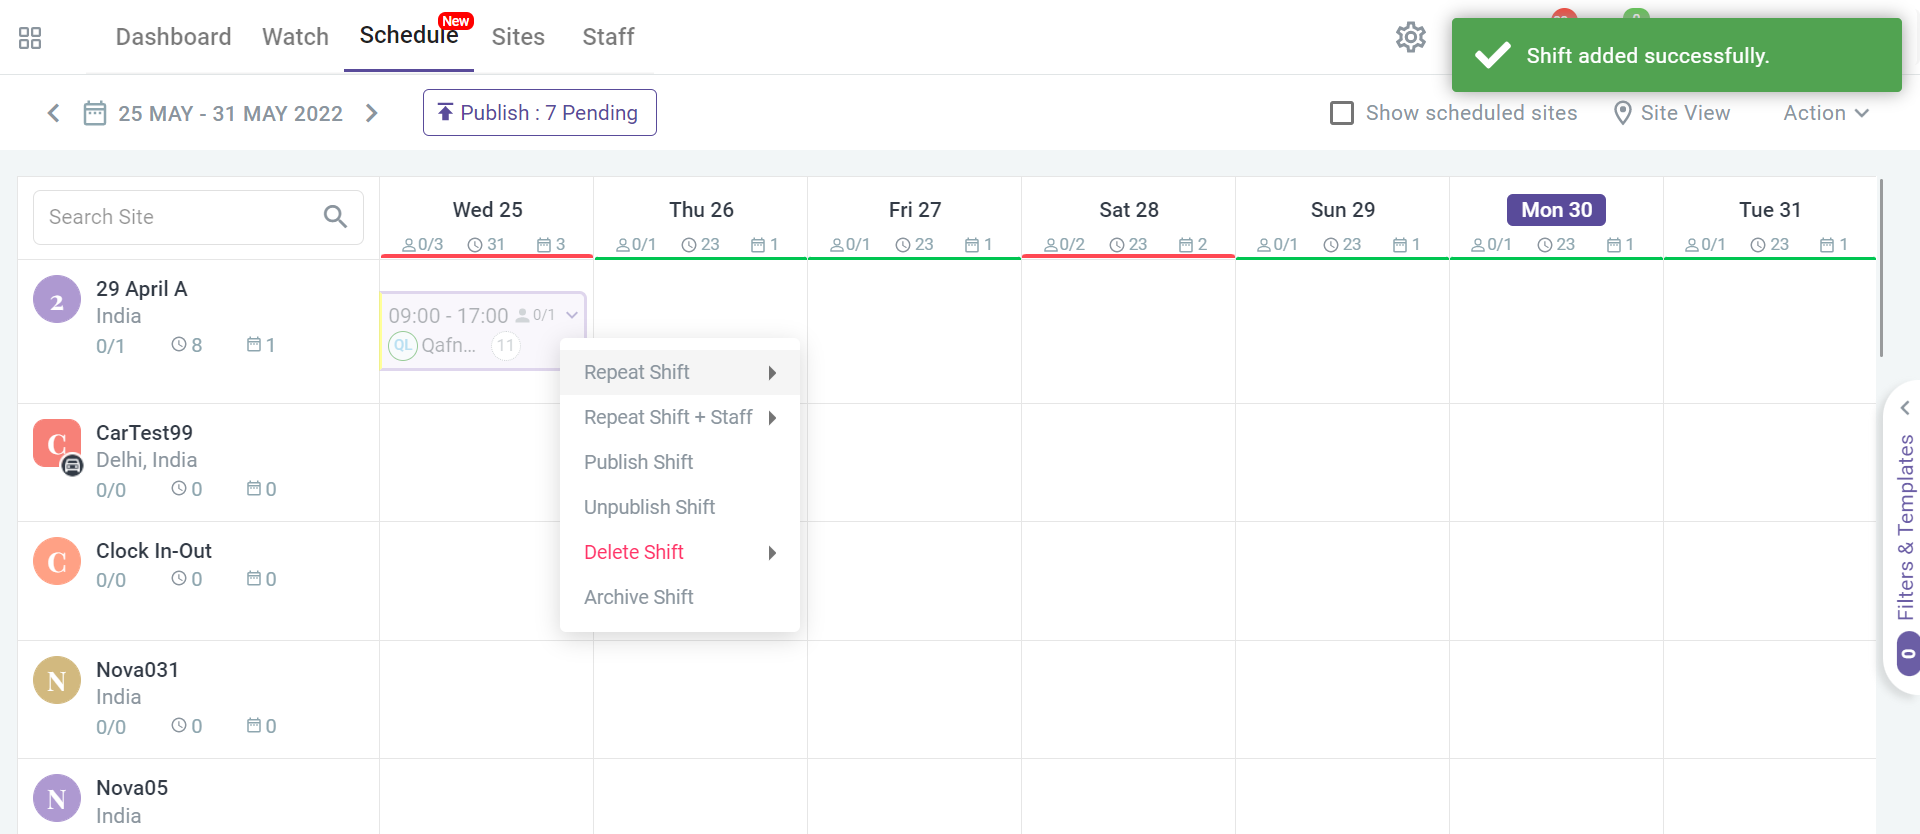 Dashboard Watch Schedule New Sites Staff
Shift added successfully.
25 MAY - 31 MAY 2022
Publish : 7 Pending
Show scheduled sites Site View Action
Search Site
Wed 25 Thu 26 Fri 27 Sat 28 Sun 29 Mon 30 Tue 31
0/3 31 3 0/1 23 1 0/1 23 1 0/2 23 2 0/1 23 1 0/1 23 1 0/1 23 1
2 29 April A
India
0/1 8 1
09:00 - 17:00 0/1
QL Qafn... 11
Repeat Shift
Repeat Shift + Staff
Publish Shift
Unpublish Shift
Delete Shift
Archive Shift
C CarTest99
Delhi, India
0/0 0 0
C Clock In-Out
0/0 0 0
N Nova031
India
0/0 0 0
N Nova05
India
Filters & Templates
0